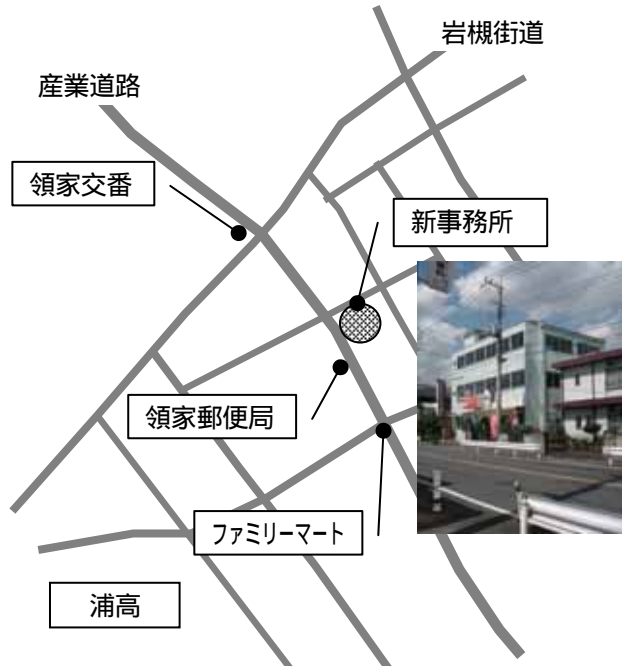 岩槻街道
産業道路
領家交番
新事務所
領家郵便局
ファミリーマート
浦高